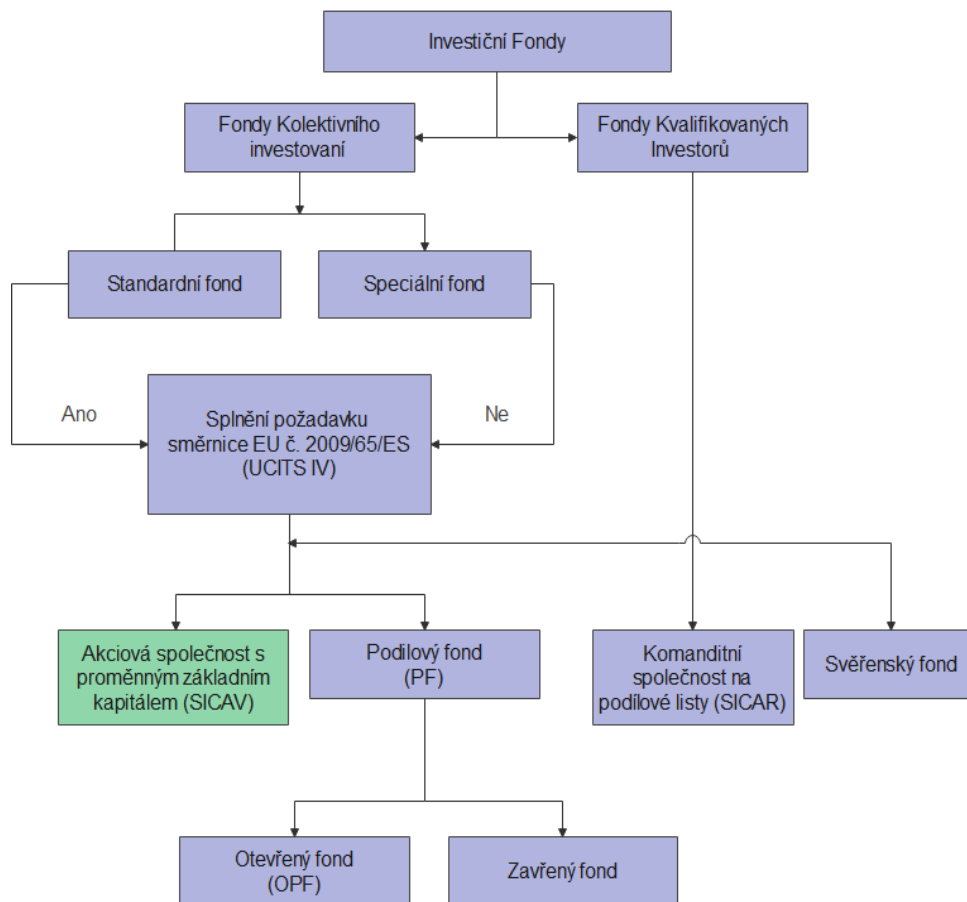 Investiční Fondy
Fondy Kolektivního
investovaní
Fondy Kvalifikovaných
Investorů
Standardní fond
Speciální fond
Ano
Splnění požadavku
směrnice EU č. 2009/65/ES
(UCITS IV)
Ne
Akciová společnost s
proměnným základním
kapitálem (SICAV)
Podilový fond
(PF)
Komanditní
společnost na
podílové listy (SICAR)
Svěřenský fond
Otevřený fond
(OPF)
Zavřený fond